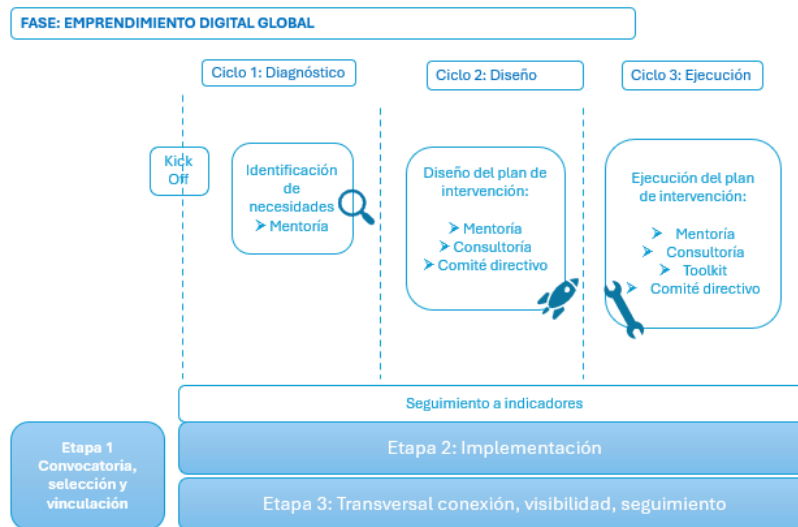 FASE: EMPRENDIMIENTO DIGITAL GLOBAL
Ciclo 1: Diagnóstico
Ciclo 2: Diseño
Ciclo 3: Ejecución
Kick
Off
Identificación
de
necesidades
➤ Mentoría
Diseño del plan de
intervención:
➤ Mentoría
➤ Consultoría
➤ Comité directivo
Ejecución del plan
de intervención:
➤ Mentoría
➤ Consultoría
➤ Toolkit
➤ Comité directivo
Seguimiento a indicadores
Etapa 1
Convocatoria,
selección y
vinculación
Etapa 2: Implementación
Etapa 3: Transversal conexión, visibilidad, seguimiento